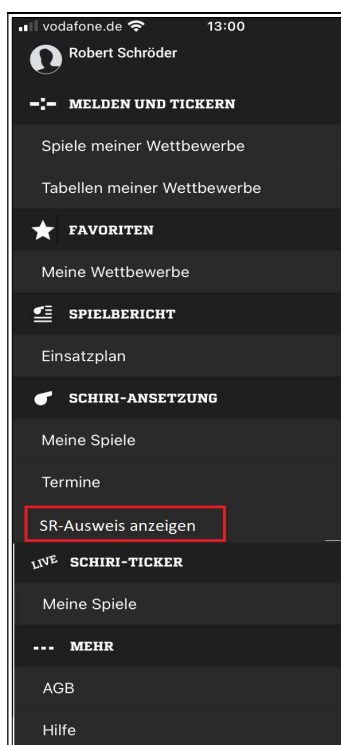 vodafone.de 13:00
Robert Schröder
MELDEN UND TICKERN
Spiele meiner Wettbewerbe
Tabellen meiner Wettbewerbe
FAVORITEN
Meine Wettbewerbe
SPIELBERICHT
Einsatzplan
SCHIRI-ANSETZUNG
Meine Spiele
Termine
SR-Ausweis anzeigen
LIVE SCHIRI-TICKER
Meine Spiele
MEHR
AGB
Hilfe